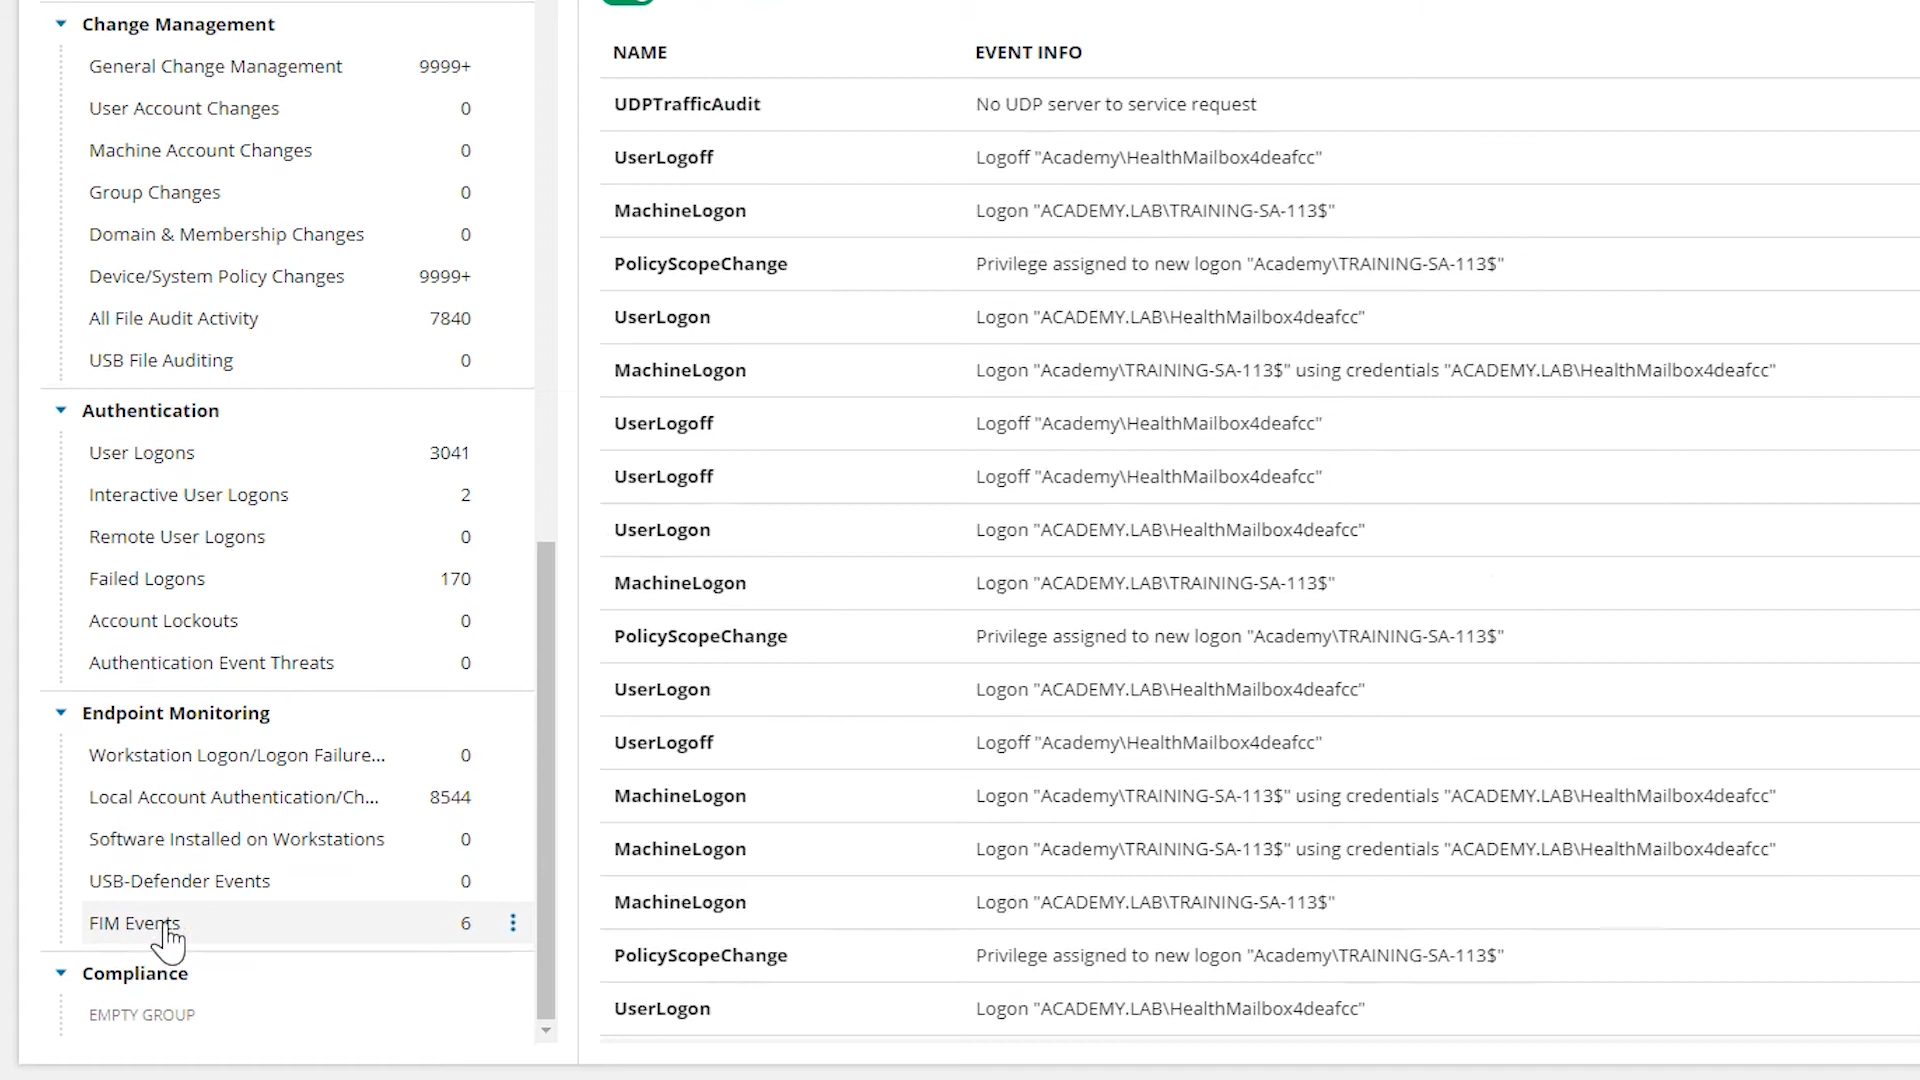 Change Management
General Change Management 9999+
User Account Changes 0
Machine Account Changes 0
Group Changes 0
Domain & Membership Changes 0
Device/System Policy Changes 9999+
All File Audit Activity 7840
USB File Auditing 0
Authentication
User Logons 3041
Interactive User Logons 2
Remote User Logons 0
Failed Logons 170
Account Lockouts 0
Authentication Event Threats 0
Endpoint Monitoring
Workstation Logon/Logon Failure... 0
Local Account Authentication/Ch... 8544
Software Installed on Workstations 0
USB-Defender Events 0
FIM Events 6
Compliance
EMPTY GROUP
NAME EVENT INFO
UDPTrafficAudit No UDP server to service request
UserLogoff Logoff "Academy\HealthMailbox4deafcc"
MachineLogon Logon "ACADEMY.LAB\TRAINING-SA-113$"
PolicyScopeChange Privilege assigned to new logon "Academy\TRAINING-SA-113$"
UserLogon Logon "ACADEMY.LAB\HealthMailbox4deafcc"
MachineLogon Logon "Academy\TRAINING-SA-113$" using credentials "ACADEMY.LAB\HealthMailbox4deafcc"
UserLogoff Logoff "Academy\HealthMailbox4deafcc"
UserLogoff Logoff "Academy\HealthMailbox4deafcc"
UserLogon Logon "ACADEMY.LAB\HealthMailbox4deafcc"
MachineLogon Logon "ACADEMY.LAB\TRAINING-SA-113$"
PolicyScopeChange Privilege assigned to new logon "Academy\TRAINING-SA-113$"
UserLogon Logon "ACADEMY.LAB\HealthMailbox4deafcc"
UserLogoff Logoff "Academy\HealthMailbox4deafcc"
MachineLogon Logon "Academy\TRAINING-SA-113$" using credentials "ACADEMY.LAB\HealthMailbox4deafcc"
MachineLogon Logon "Academy\TRAINING-SA-113$" using credentials "ACADEMY.LAB\HealthMailbox4deafcc"
MachineLogon Logon "ACADEMY.LAB\TRAINING-SA-113$"
PolicyScopeChange Privilege assigned to new logon "Academy\TRAINING-SA-113$"
UserLogon Logon "ACADEMY.LAB\HealthMailbox4deafcc"